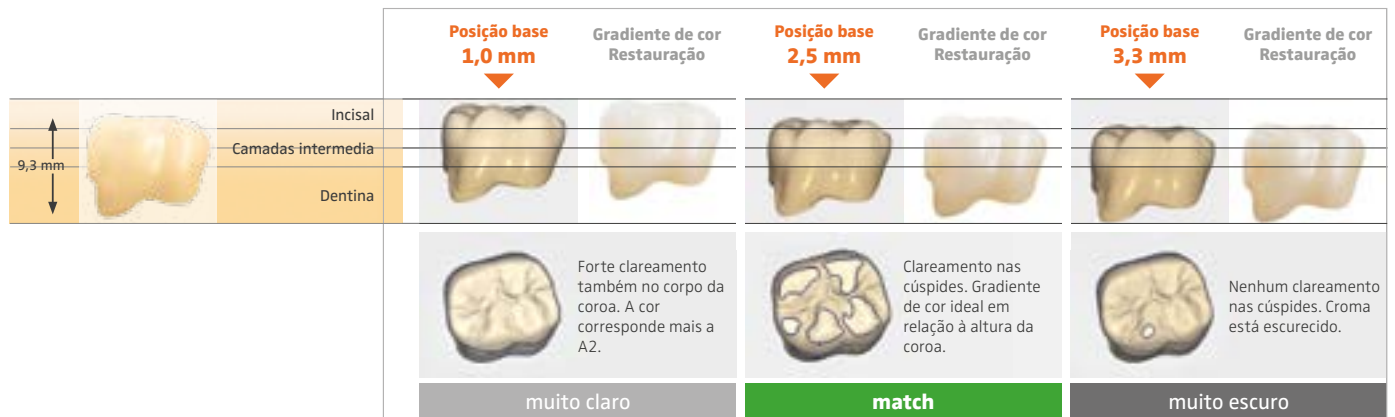 Posição base
1,0 mm
Gradiente de cor
Restauração
Posição base
2,5 mm
Gradiente de cor
Restauração
Posição base
3,3 mm
Gradiente de cor
Restauração
9,3 mm
Incisal
Camadas intermedia
Dentina
Forte clareamento
também no corpo da
coroa. A cor
corresponde mais a
A2.
Clareamento nas
cúspides. Gradiente
de cor ideal em
relação à altura da
coroa.
Nenhum clareamento
nas cúspides. Croma
está escurecido.
muito claro
match
muito escuro